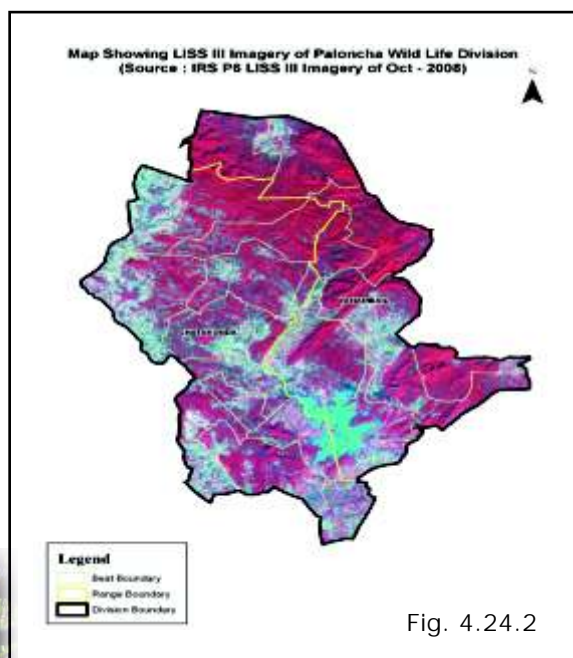 Map Showing LISS III Imagery of Paloncha Wild Life Division
(Source : IRS P6 LISS III Imagery of Oct - 2008)
Legend
Beat Boundary
Range Boundary
Division Boundary
Fig. 4.24.2